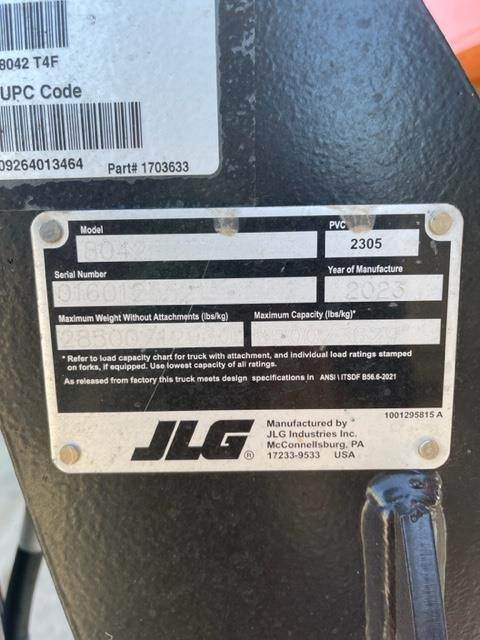 8042 T4F
UPC Code
09264013464
Part# 1703633
Model
8042
PVC
2305
Serial Number
Year of Manufacture
2023
Maximum Weight Without Attachments (lbs/kg)
Maximum Capacity (lbs/kg)*
28500
* Refer to load capacity chart for truck with attachment, and individual load ratings stamped
on forks, if equipped. Use lowest capacity of all ratings.
As released from factory this truck meets design specifications in ANSI \ ITSDF B56.6-2021
1001295815 A
JLG®
Manufactured by
JLG Industries Inc.
McConnellsburg, PA
17233-9533 USA